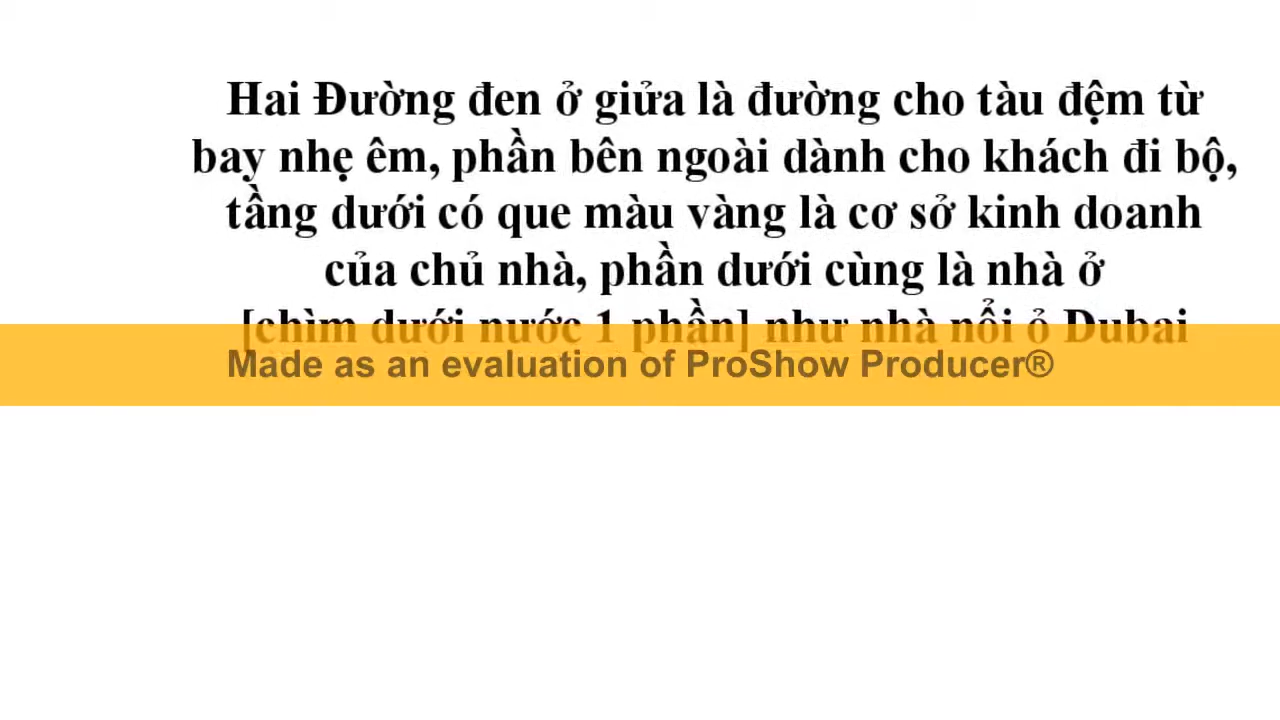 Hai Đường đen ở giửa là đường cho tàu đệm từ
bay nhẹ êm, phần bên ngoài dành cho khách đi bộ,
tầng dưới có que màu vàng là cơ sở kinh doanh
của chủ nhà, phần dưới cùng là nhà ở
[chìm dưới nước 1 phần] như nhà nổi ở Dubai
Made as an evaluation of ProShow Producer®